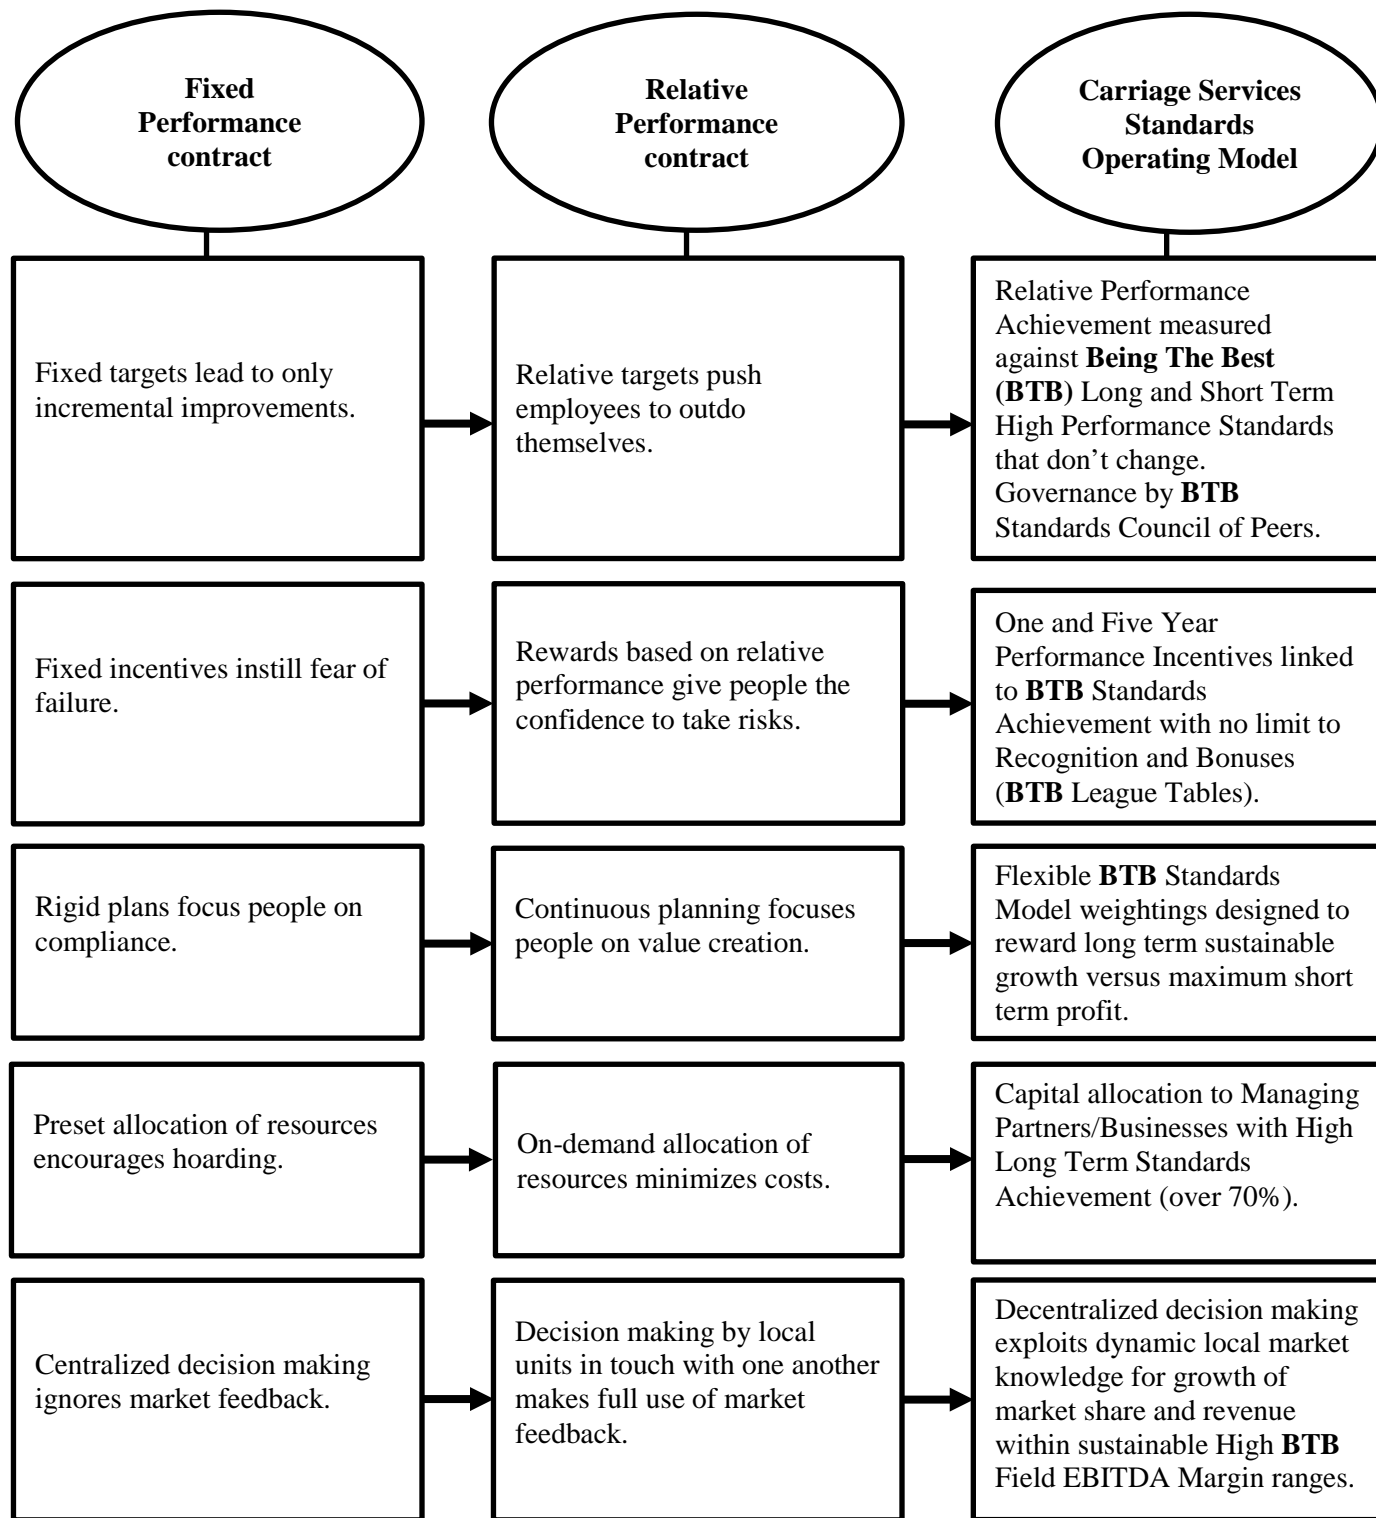 Fixed
Performance
contract
Relative
Performance
contract
Carriage Services
Standards
Operating Model
Fixed targets lead to only
incremental improvements.
Relative targets push
employees to outdo
themselves.
Relative Performance
Achievement measured
against Being The Best
(BTB) Long and Short Term
High Performance Standards
that don’t change.
Governance by BTB
Standards Council of Peers.
Fixed incentives instill fear of
failure.
Rewards based on relative
performance give people the
confidence to take risks.
One and Five Year
Performance Incentives linked
to BTB Standards
Achievement with no limit to
Recognition and Bonuses
(BTB League Tables).
Rigid plans focus people on
compliance.
Continuous planning focuses
people on value creation.
Flexible BTB Standards
Model weightings designed to
reward long term sustainable
growth versus maximum short
term profit.
Preset allocation of resources
encourages hoarding.
On-demand allocation of
resources minimizes costs.
Capital allocation to Managing
Partners/Businesses with High
Long Term Standards
Achievement (over 70%).
Centralized decision making
ignores market feedback.
Decision making by local
units in touch with one another
makes full use of market
feedback.
Decentralized decision making
exploits dynamic local market
knowledge for growth of
market share and revenue
within sustainable High BTB
Field EBITDA Margin ranges.